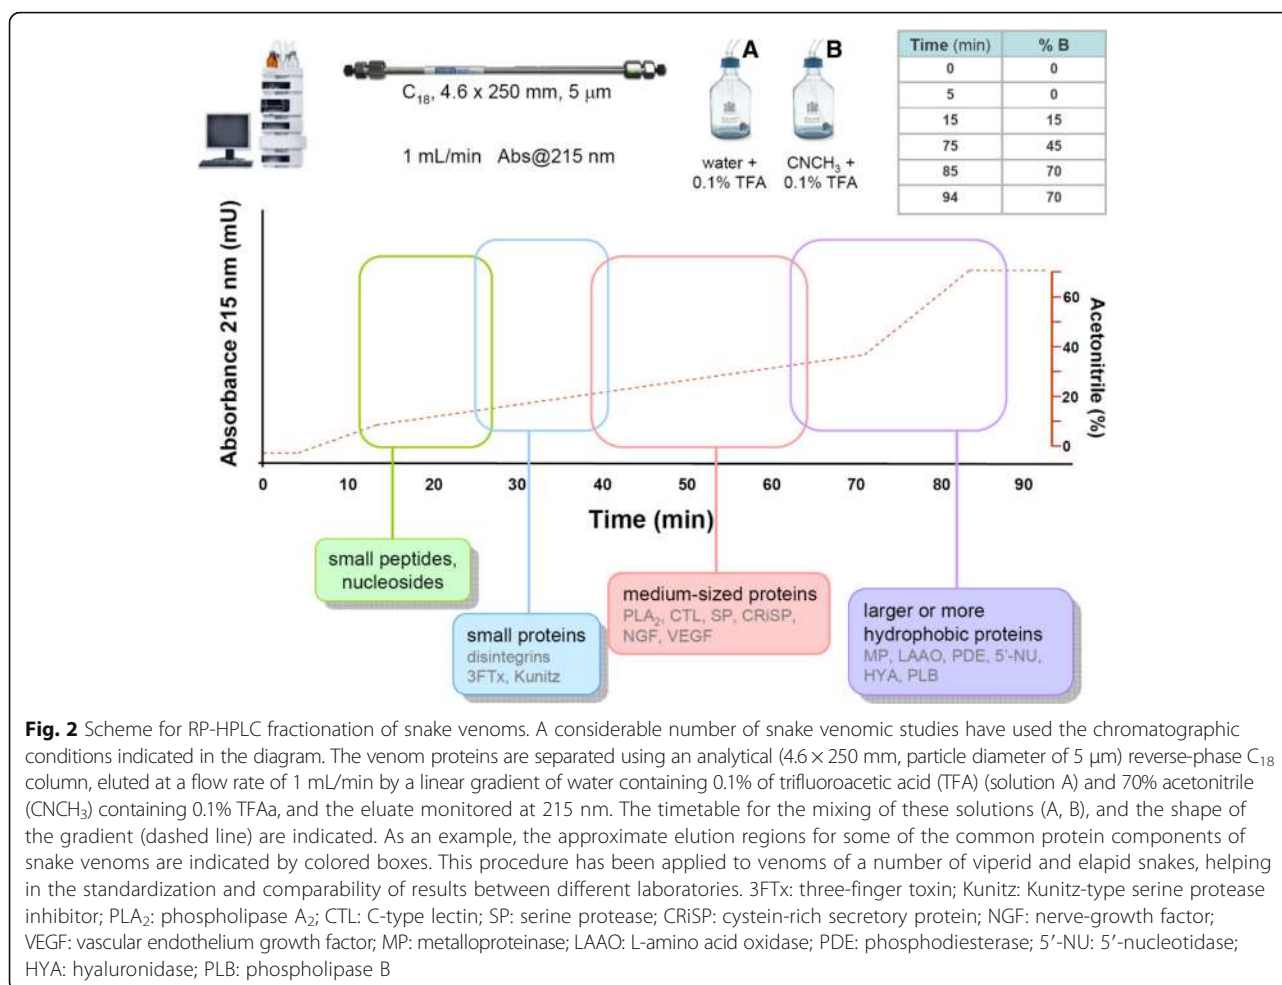 A B
C18, 4.6 x 250 mm, 5 μm
1 mL/min Abs@215 nm
water +
0.1% TFA
CNCH3 +
0.1% TFA
Time (min) % B
0 0
5 0
15 15
75 45
85 70
94 70
Absorbance 215 nm (mU)
60
40
20
0
Acetonitrile (%)
0 10 20 30 40 50 60 70 80 90
Time (min)
small peptides,
nucleosides
small proteins
disintegrins
3FTx, Kunitz
medium-sized proteins
PLA2, CTL, SP, CRiSP,
NGF, VEGF
larger or more
hydrophobic proteins
MP, LAAO, PDE, 5'-NU,
HYA, PLB
Fig. 2 Scheme for RP-HPLC fractionation of snake venoms. A considerable number of snake venomic studies have used the chromatographic
conditions indicated in the diagram. The venom proteins are separated using an analytical (4.6 × 250 mm, particle diameter of 5 μm) reverse-phase C18
column, eluted at a flow rate of 1 mL/min by a linear gradient of water containing 0.1% of trifluoroacetic acid (TFA) (solution A) and 70% acetonitrile
(CNCH3) containing 0.1% TFAa, and the eluate monitored at 215 nm. The timetable for the mixing of these solutions (A, B), and the shape of
the gradient (dashed line) are indicated. As an example, the approximate elution regions for some of the common protein components of
snake venoms are indicated by colored boxes. This procedure has been applied to venoms of a number of viperid and elapid snakes, helping
in the standardization and comparability of results between different laboratories. 3FTx: three-finger toxin; Kunitz: Kunitz-type serine protease
inhibitor; PLA2: phospholipase A2; CTL: C-type lectin; SP: serine protease; CRiSP: cystein-rich secretory protein; NGF: nerve-growth factor;
VEGF: vascular endothelium growth factor; MP: metalloproteinase; LAAO: L-amino acid oxidase; PDE: phosphodiesterase; 5′-NU: 5′-nucleotidase;
HYA: hyaluronidase; PLB: phospholipase B